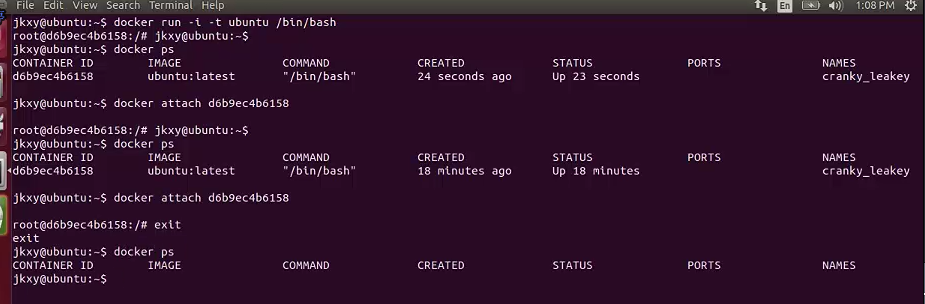 File Edit View Search Terminal Help En 1:08 PM
jkxy@ubuntu:~$ docker run -i -t ubuntu /bin/bash
root@d6b9ec4b6158:/# jkxy@ubuntu:~$
jkxy@ubuntu:~$ docker ps
CONTAINER ID IMAGE COMMAND CREATED STATUS PORTS NAMES
d6b9ec4b6158 ubuntu:latest "/bin/bash" 24 seconds ago Up 23 seconds cranky_leakey
jkxy@ubuntu:~$ docker attach d6b9ec4b6158
root@d6b9ec4b6158:/# jkxy@ubuntu:~$
jkxy@ubuntu:~$ docker ps
CONTAINER ID IMAGE COMMAND CREATED STATUS PORTS NAMES
d6b9ec4b6158 ubuntu:latest "/bin/bash" 18 minutes ago Up 18 minutes cranky_leakey
jkxy@ubuntu:~$ docker attach d6b9ec4b6158
root@d6b9ec4b6158:/# exit
exit
jkxy@ubuntu:~$ docker ps
CONTAINER ID IMAGE COMMAND CREATED STATUS PORTS NAMES
jkxy@ubuntu:~$